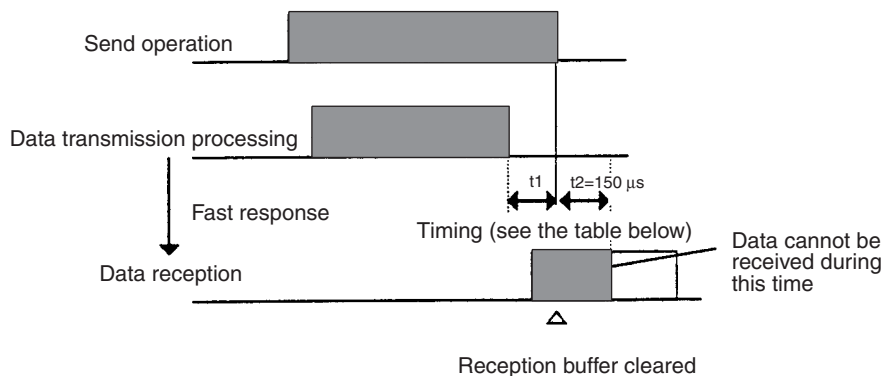 Send operation
Data transmission processing
t1
t2=150 μs
Fast response
Timing (see the table below)
Data cannot be
received during
this time
Data reception
Reception buffer cleared